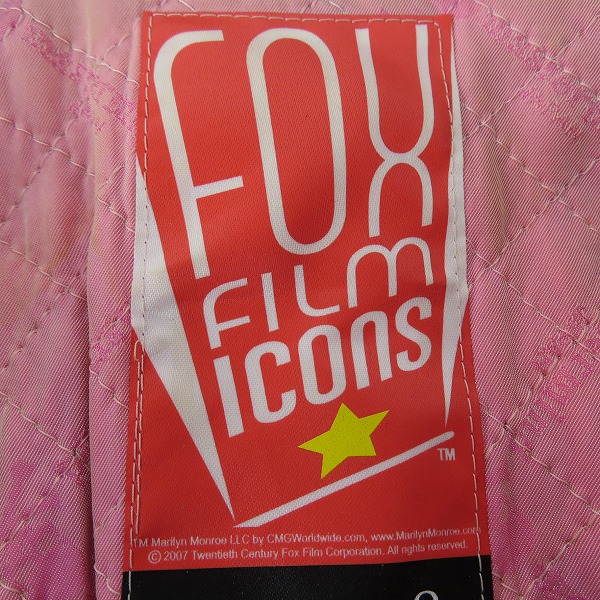 FOX
FILM
ICONS
TM
TM Marilyn Monroe LLC by CMGWorldwide.com, www.MarilynMonroe.com
© 2007 Twentieth Century Fox Film Corporation. All rights reserved.